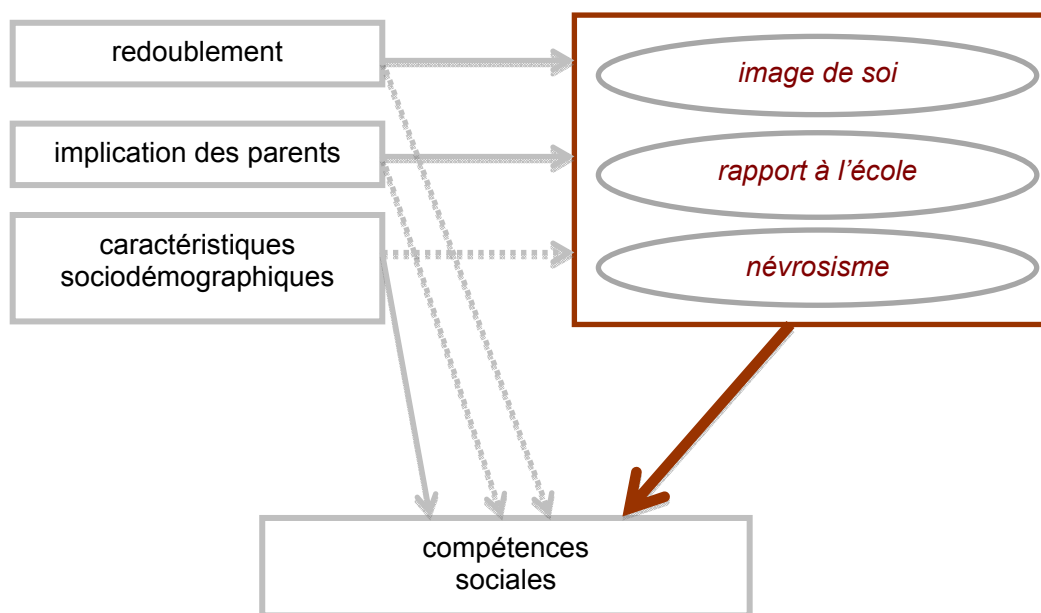 redoublement
implication des parents
caractéristiques
sociodémographiques
image de soi
rapport à l’école
névrosisme
compétences
sociales